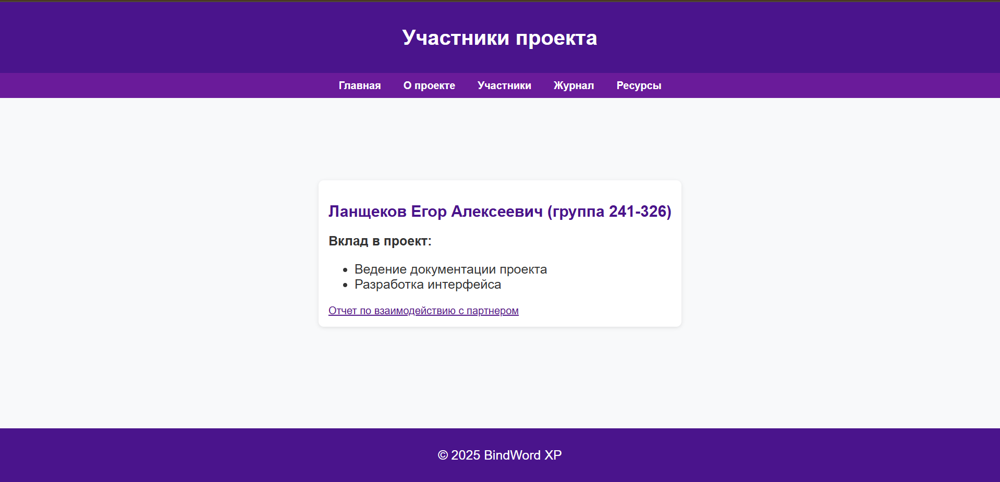 Участники проекта
Главная О проекте Участники Журнал Ресурсы
Ланщеков Егор Алексеевич (группа 241-326)
Вклад в проект:
• Ведение документации проекта
• Разработка интерфейса
Отчет по взаимодействию с партнером
© 2025 BindWord XP